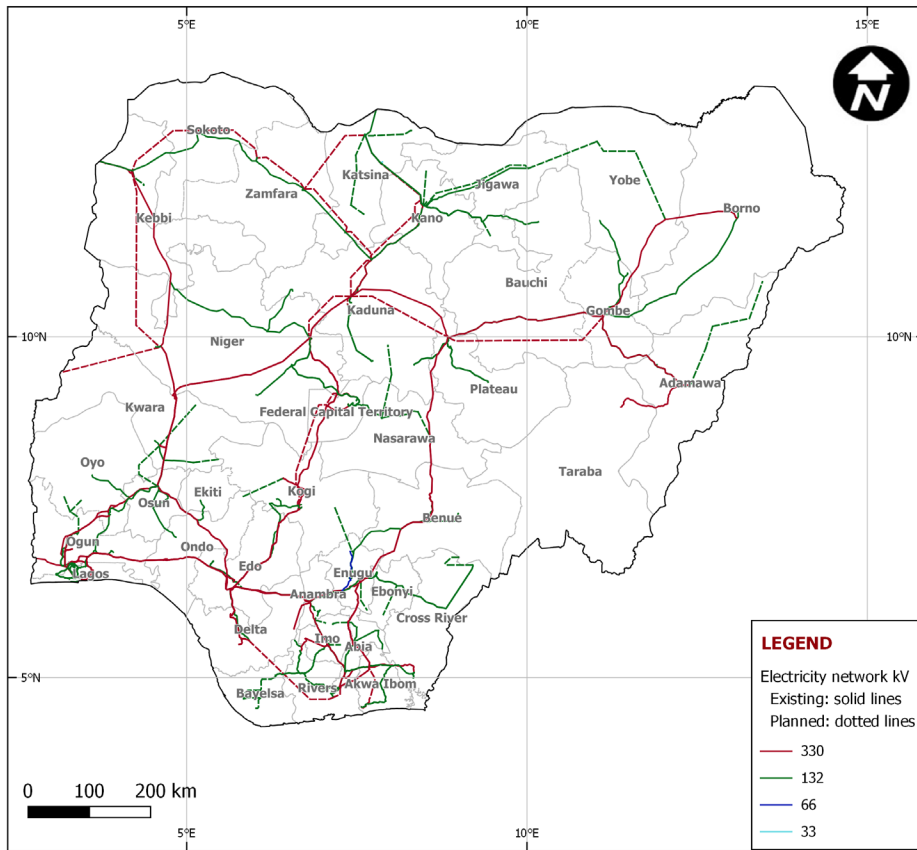 5°E 10°E 15°E
N
Sokoto
Katsina
Jigawa
Yobe
Zamfara
Kebbi
Kano
Borno
Bauchi
Kaduna
Gombe
10°N 10°N
Niger
Plateau
Adamawa
Kwara
Federal Capital Territory
Nasarawa
Oyo
Taraba
Ekiti
Kogi
Osun
Benue
Ogun
Ondo
Edo
Lagos
Enugu
Anambra
Ebonyi
Cross River
Delta
Imo
Abia
5°N
Bayelsa
Rivers
Akwa Ibom
LEGEND
Electricity network kV
Existing: solid lines
Planned: dotted lines
330
132
66
33
0 100 200 km
5°E 10°E